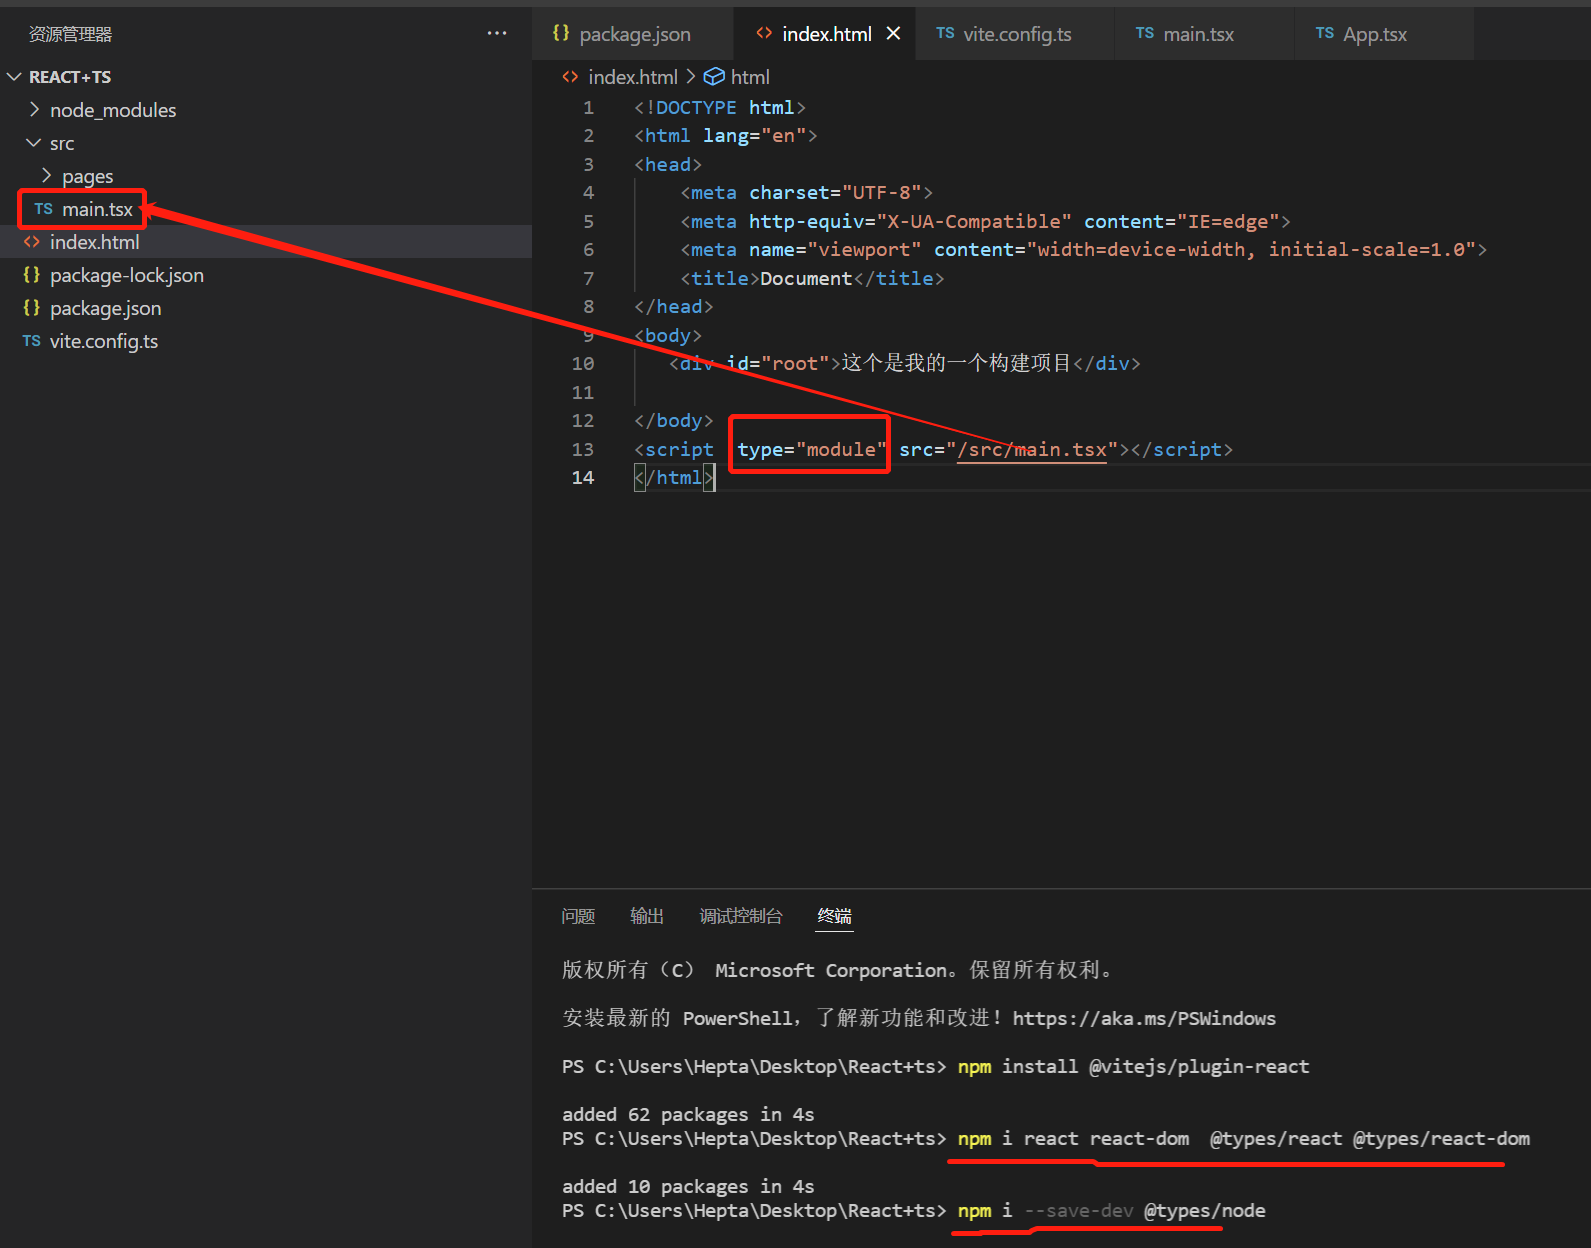 资源管理器 ···
REACT+TS
node_modules
src
pages
TS main.tsx
<> index.html
{} package-lock.json
{} package.json
TS vite.config.ts
{} package.json <> index.html × TS vite.config.ts TS main.tsx TS App.tsx
<> index.html > html
1 <!DOCTYPE html>
2 <html lang="en">
3 <head>
4 <meta charset="UTF-8">
5 <meta http-equiv="X-UA-Compatible" content="IE=edge">
6 <meta name="viewport" content="width=device-width, initial-scale=1.0">
7 <title>Document</title>
8 </head>
9 <body>
10 <div id="root">这个是我的一个构建项目</div>
11
12 </body>
13 <script type="module" src="/src/main.tsx"></script>
14 </html>
问题 输出 调试控制台 终端
版权所有（C） Microsoft Corporation。保留所有权利。
安装最新的 PowerShell，了解新功能和改进！https://aka.ms/PSWindows
PS C:\Users\Hepta\Desktop\React+ts> npm install @vitejs/plugin-react
added 62 packages in 4s
PS C:\Users\Hepta\Desktop\React+ts> npm i react react-dom @types/react @types/react-dom
added 10 packages in 4s
PS C:\Users\Hepta\Desktop\React+ts> npm i --save-dev @types/node